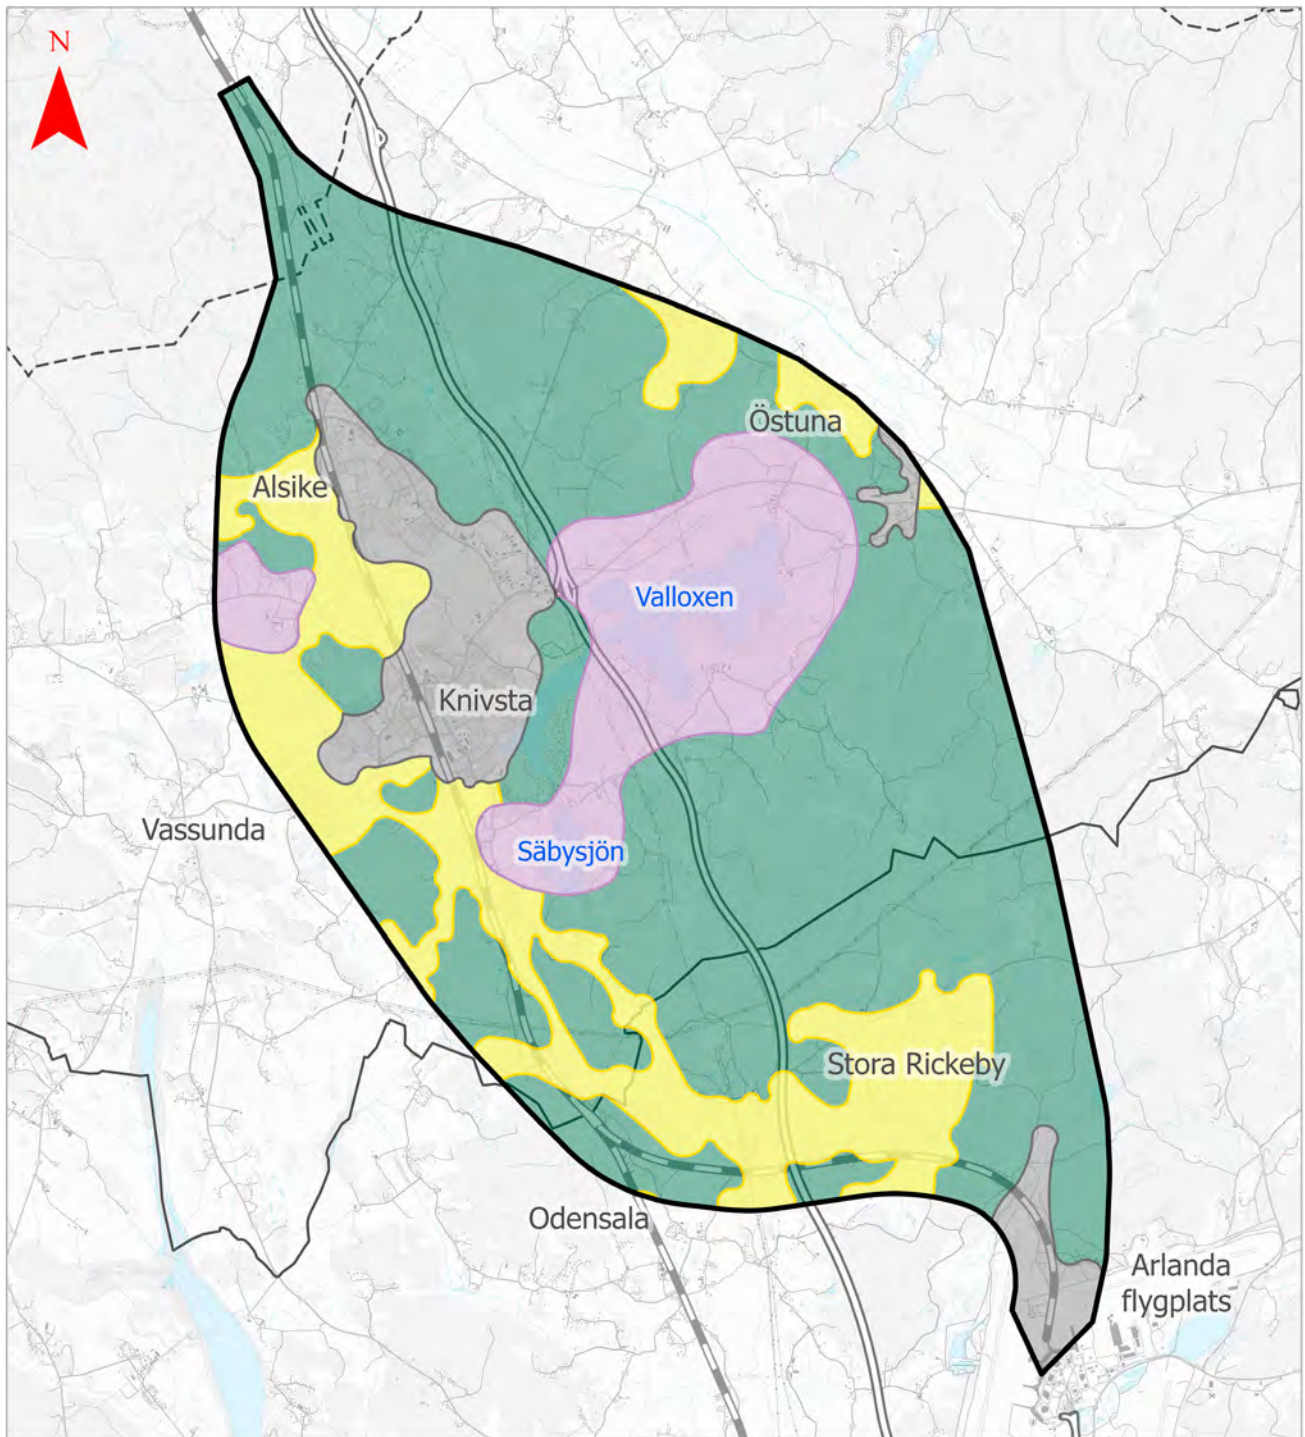 N
Östuna
Alsike
Valloxen
Knivsta
Vassunda
Säbysjön
Stora Rickeby
Odensala
Arlanda
flygplats